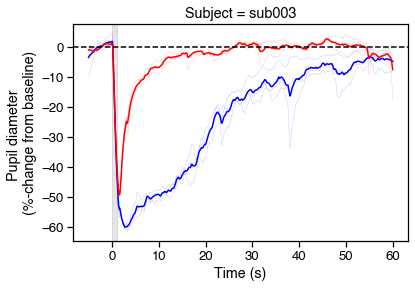 Subject = sub003
Pupil diameter
(%-change from baseline)
0
−10
−20
−30
−40
−50
−60
0 10 20 30 40 50 60
Time (s)